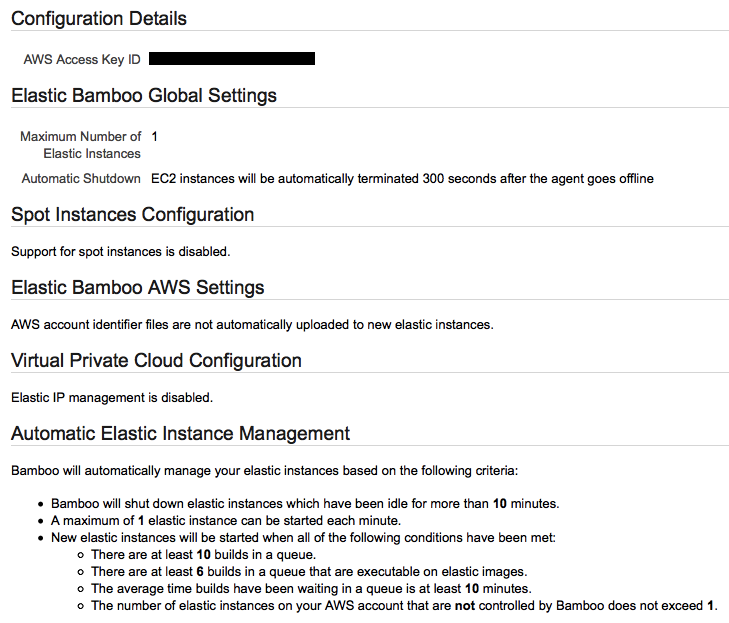 Configuration Details
AWS Access Key ID
Elastic Bamboo Global Settings
Maximum Number of 1
Elastic Instances
Automatic Shutdown EC2 instances will be automatically terminated 300 seconds after the agent goes offline
Spot Instances Configuration
Support for spot instances is disabled.
Elastic Bamboo AWS Settings
AWS account identifier files are not automatically uploaded to new elastic instances.
Virtual Private Cloud Configuration
Elastic IP management is disabled.
Automatic Elastic Instance Management
Bamboo will automatically manage your elastic instances based on the following criteria:
• Bamboo will shut down elastic instances which have been idle for more than 10 minutes.
• A maximum of 1 elastic instance can be started each minute.
• New elastic instances will be started when all of the following conditions have been met:
◦ There are at least 10 builds in a queue.
◦ There are at least 6 builds in a queue that are executable on elastic images.
◦ The average time builds have been waiting in a queue is at least 10 minutes.
◦ The number of elastic instances on your AWS account that are not controlled by Bamboo does not exceed 1.